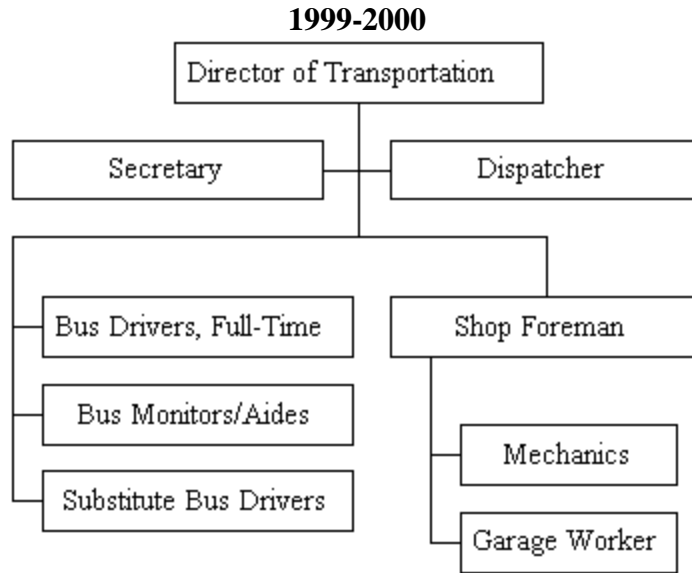 1999-2000
Director of Transportation
Secretary
Dispatcher
Bus Drivers, Full-Time
Shop Foreman
Bus Monitors/Aides
Mechanics
Substitute Bus Drivers
Garage Worker